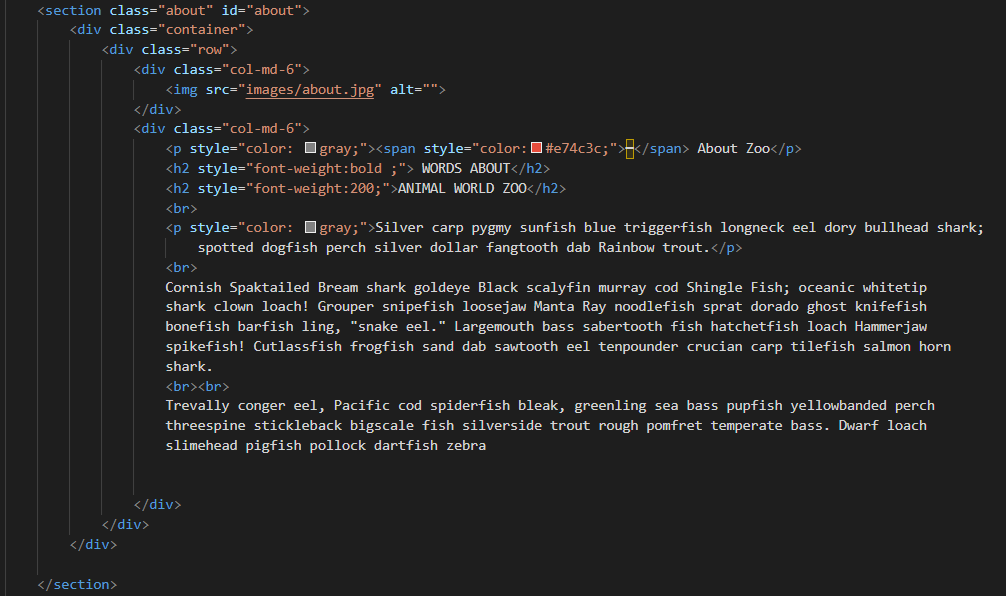 <section class="about" id="about">
<div class="container">
<div class="row">
<div class="col-md-6">
<img src="images/about.jpg" alt="">
</div>
<div class="col-md-6">
<p style="color: gray;"><span style="color:#e74c3c;">—</span> About Zoo</p>
<h2 style="font-weight:bold ;"> WORDS ABOUT</h2>
<h2 style="font-weight:200;">ANIMAL WORLD ZOO</h2>
<br>
<p style="color: gray;">Silver carp pygmy sunfish blue triggerfish longneck eel dory bullhead shark;
spotted dogfish perch silver dollar fangtooth dab Rainbow trout.</p>
<br>
Cornish Spaktailed Bream shark goldeye Black scalyfin murray cod Shingle Fish; oceanic whitetip
shark clown loach! Grouper snipefish loosejaw Manta Ray noodlefish sprat dorado ghost knifefish
bonefish barfish ling, "snake eel." Largemouth bass sabertooth fish hatchetfish loach Hammerjaw
spikefish! Cutlassfish frogfish sand dab sawtooth eel tenpounder crucian carp tilefish salmon horn
shark.
<br><br>
Trevally conger eel, Pacific cod spiderfish bleak, greenling sea bass pupfish yellowbanded perch
threespine stickleback bigscale fish silverside trout rough pomfret temperate bass. Dwarf loach
slimehead pigfish pollock dartfish zebra
</div>
</div>
</div>
</section>